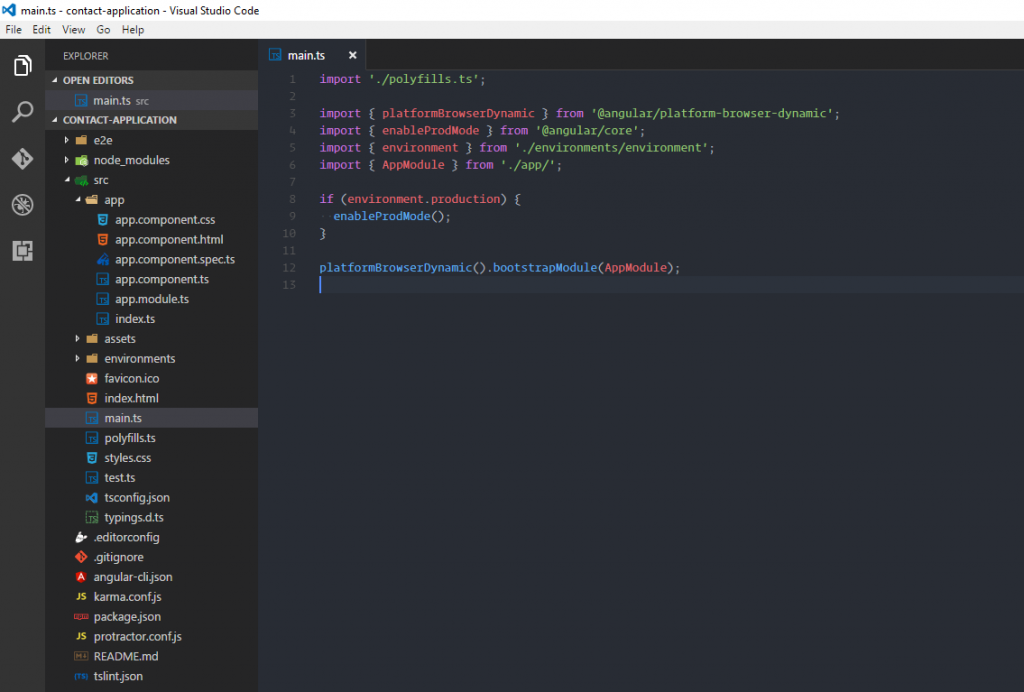 main.ts - contact-application - Visual Studio Code
File Edit View Go Help
EXPLORER
OPEN EDITORS
main.ts src
CONTACT-APPLICATION
e2e
node_modules
src
app
app.component.css
app.component.html
app.component.spec.ts
app.component.ts
app.module.ts
index.ts
assets
environments
favicon.ico
index.html
main.ts
polyfills.ts
styles.css
test.ts
tsconfig.json
typings.d.ts
.editorconfig
.gitignore
angular-cli.json
JS karma.conf.js
package.json
JS protractor.conf.js
README.md
tslint.json
TS main.ts ×
1 import './polyfills.ts';
2
3 import { platformBrowserDynamic } from '@angular/platform-browser-dynamic';
4 import { enableProdMode } from '@angular/core';
5 import { environment } from './environments/environment';
6 import { AppModule } from './app/';
7
8 if (environment.production) {
9 enableProdMode();
10 }
11
12 platformBrowserDynamic().bootstrapModule(AppModule);
13